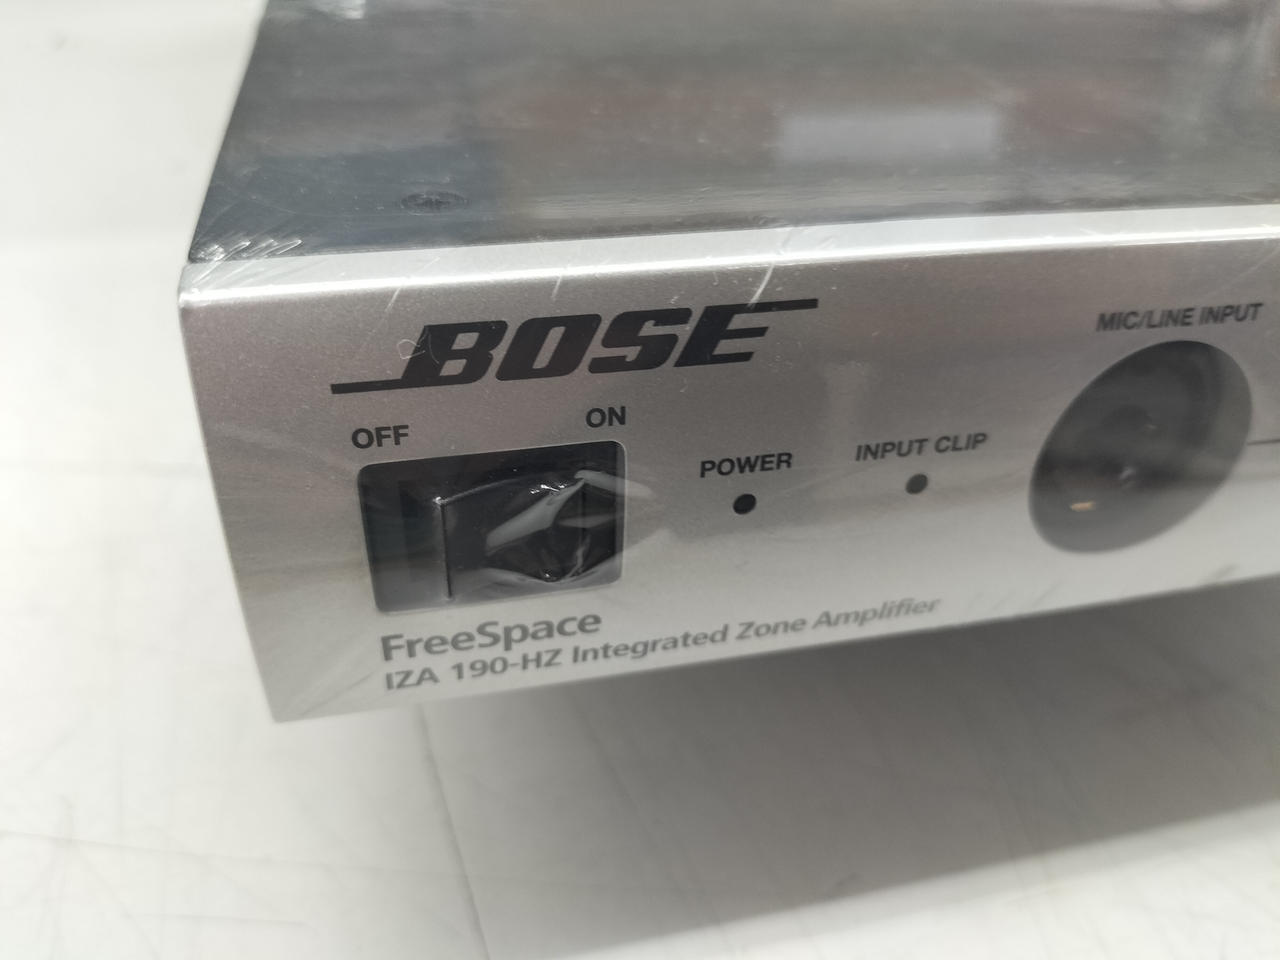 BOSE
OFF
ON
POWER
INPUT CLIP
MIC/LINE INPUT
FreeSpace
IZA 190-HZ Integrated Zone Amplifier